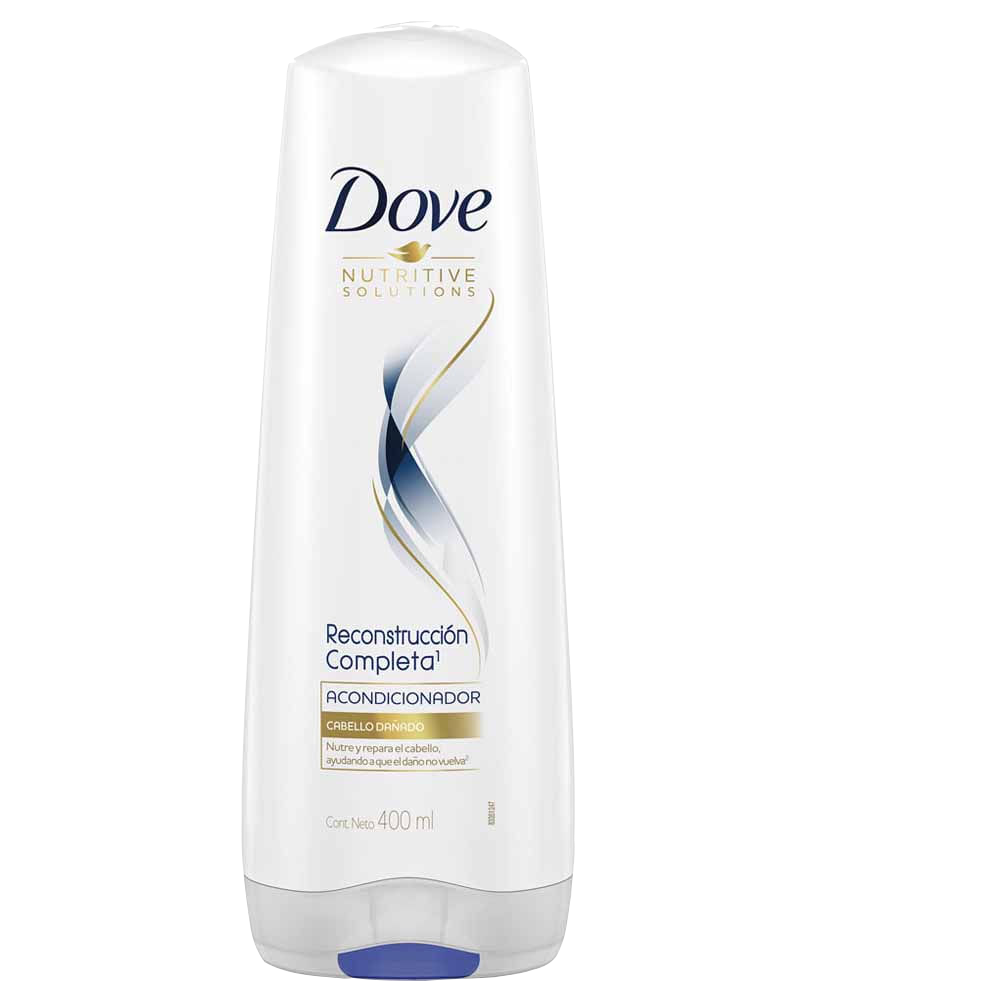 Dove
NUTRITIVE
SOLUTIONS
Reconstrucción
Completa¹
ACONDICIONADOR
CABELLO DAÑADO
Nutre y repara el cabello,
ayudando a que el daño no vuelva²
Cont. Neto 400 ml